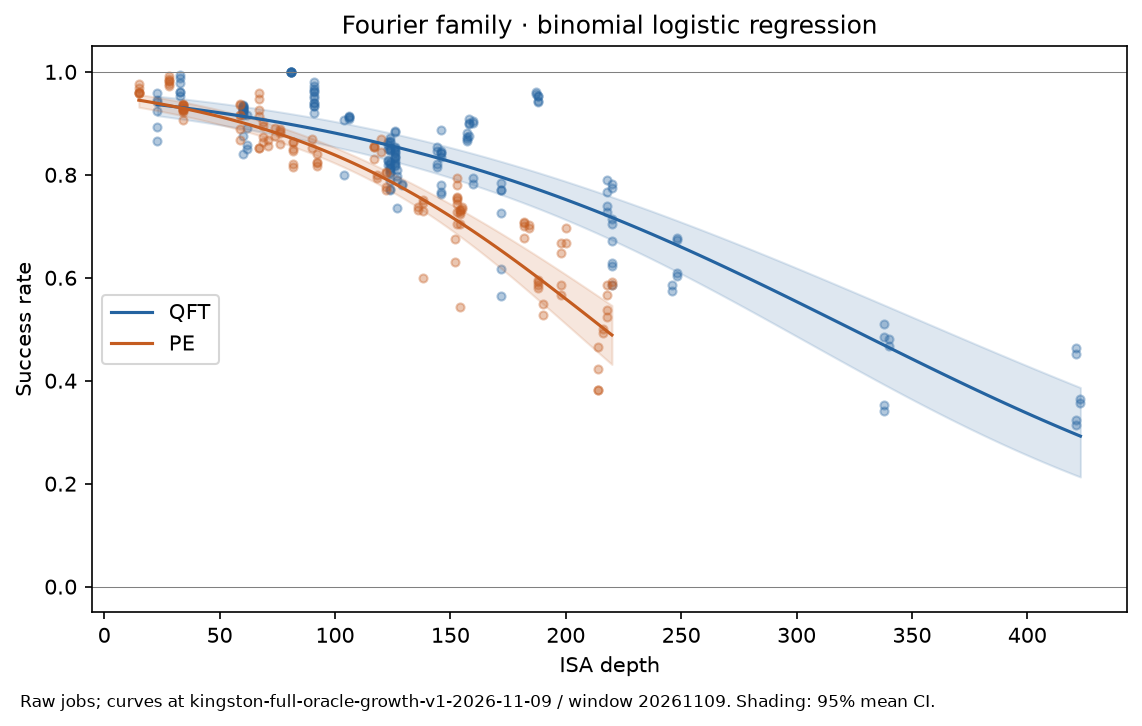 Fourier family · binomial logistic regression
Success rate
1.0
0.8
0.6
0.4
0.2
0.0
QFT
PE
0 50 100 150 200 250 300 350 400
ISA depth
Raw jobs; curves at kingston-full-oracle-growth-v1-2026-11-09 / window 20261109. Shading: 95% mean CI.